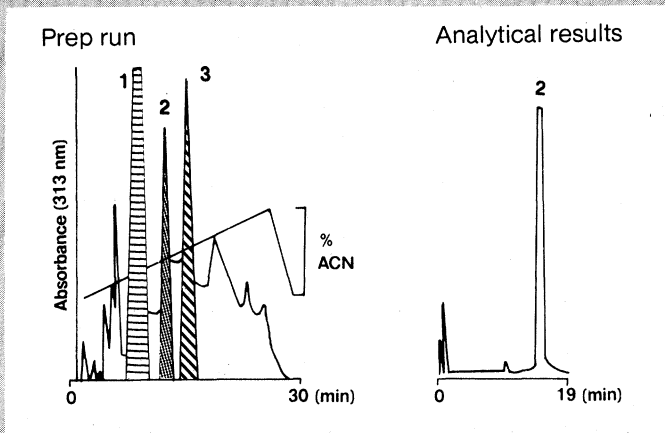 Prep run
Analytical results
1
3
2
2
Absorbance (313 nm)
%
ACN
0
30 (min)
0
19 (min)